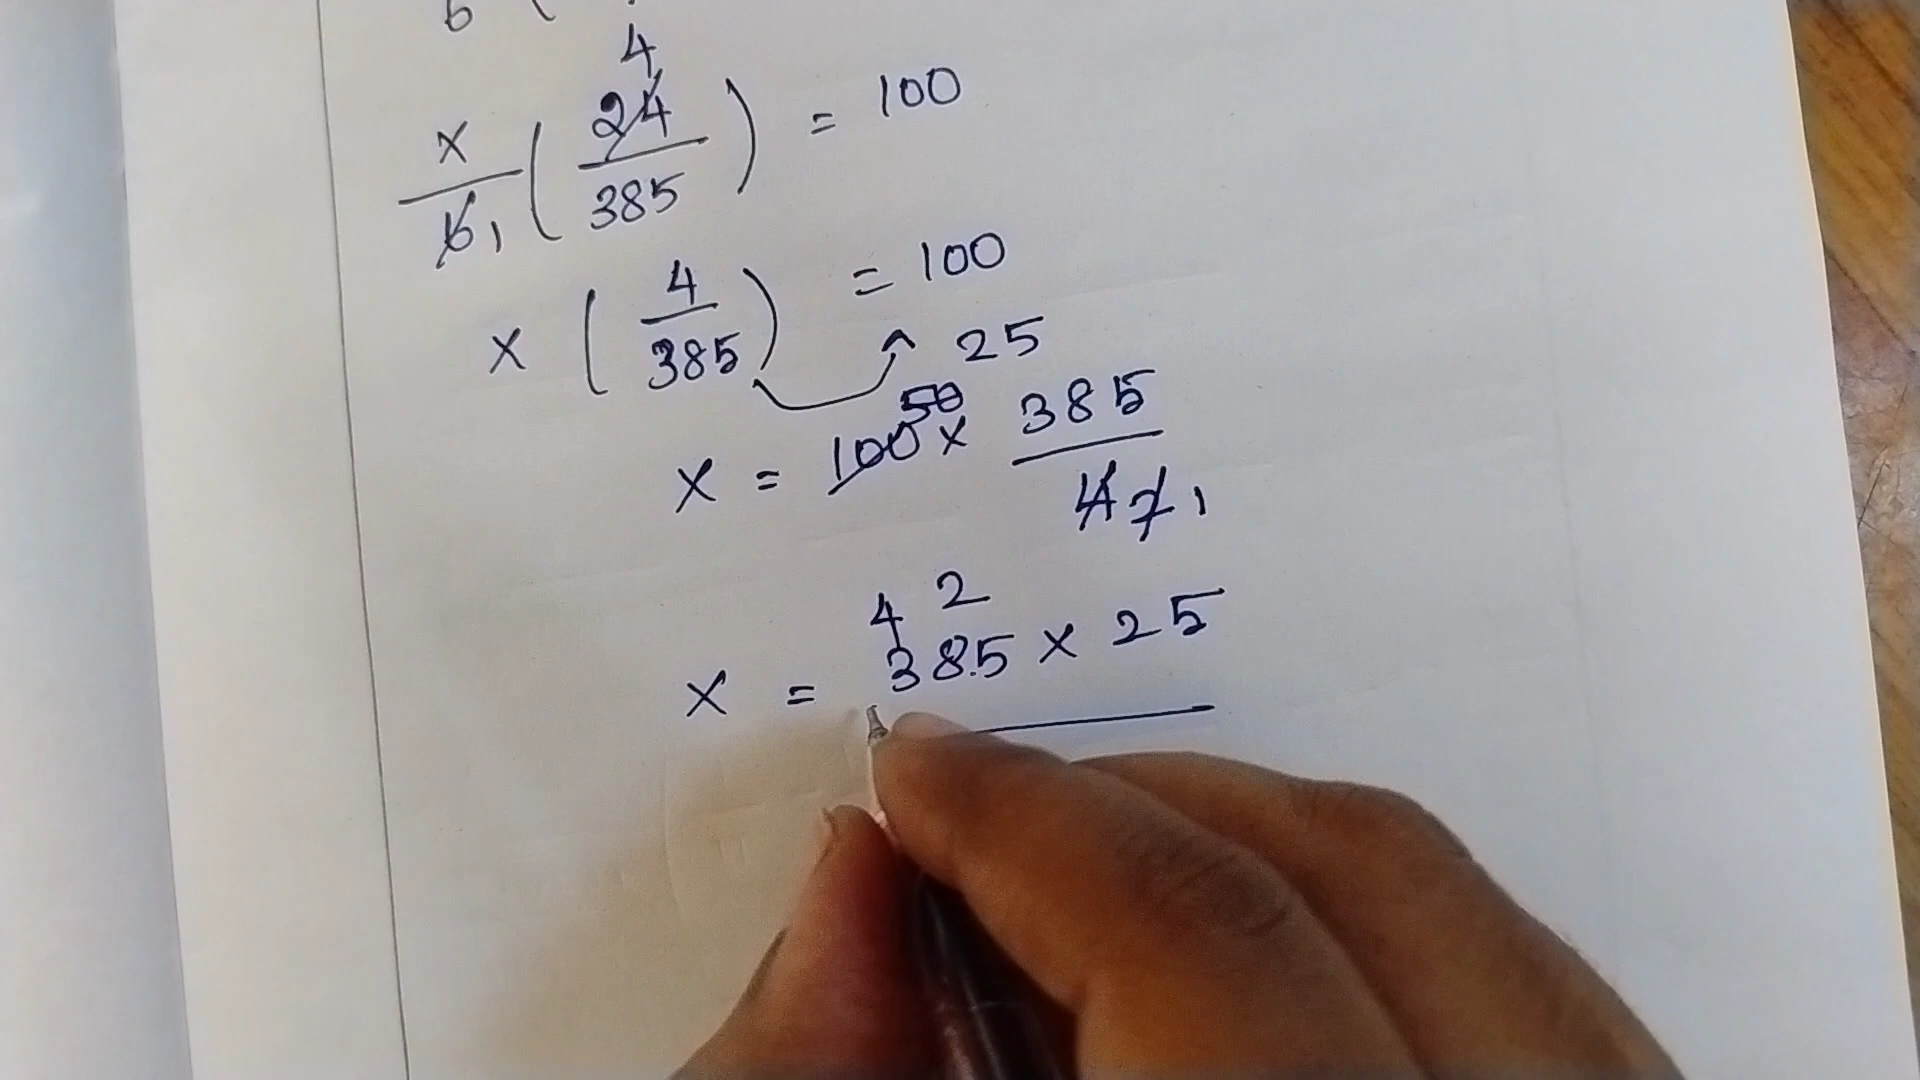 4
x/6 1 ( 24/385 ) = 100
x ( 4/385 ) = 100
25
50
x = 100 x 385/4 2 1
4 2
x = 385 x 25